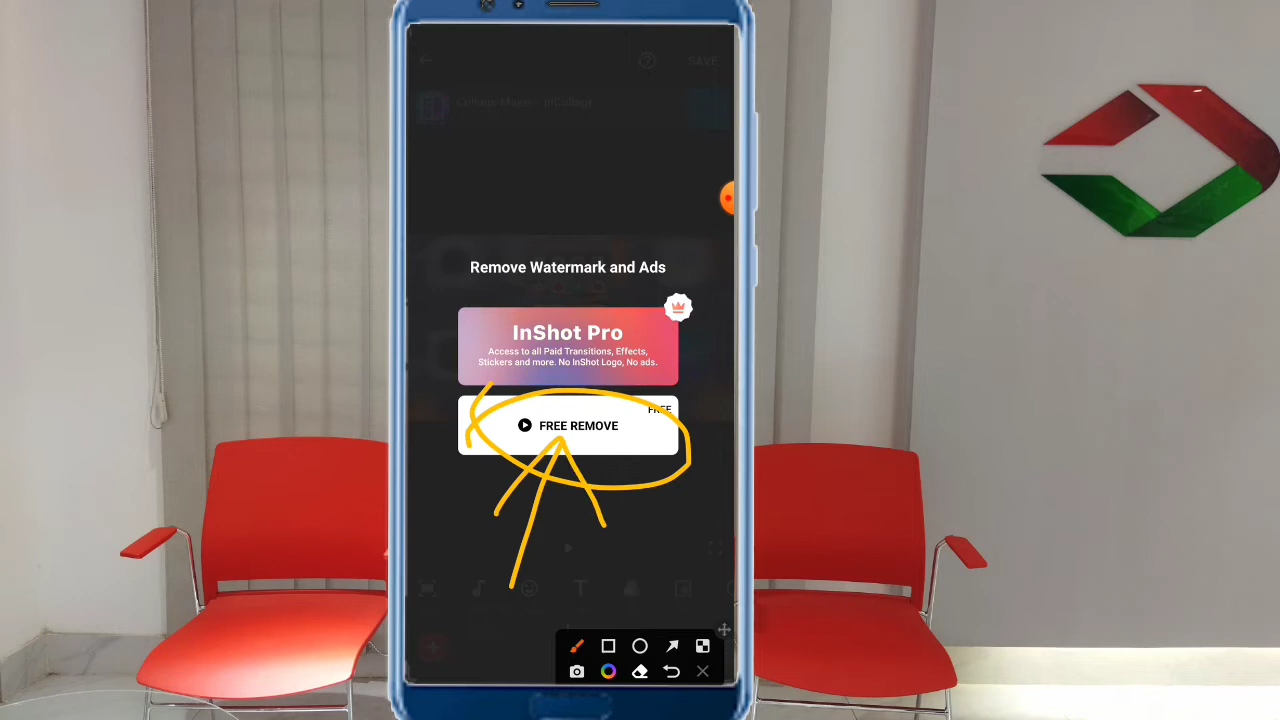 SAVE
Collage Maker - InCollage
Remove Watermark and Ads
InShot Pro
Access to all Paid Transitions, Effects,
Stickers and more. No InShot Logo, No ads.
FREE
FREE REMOVE